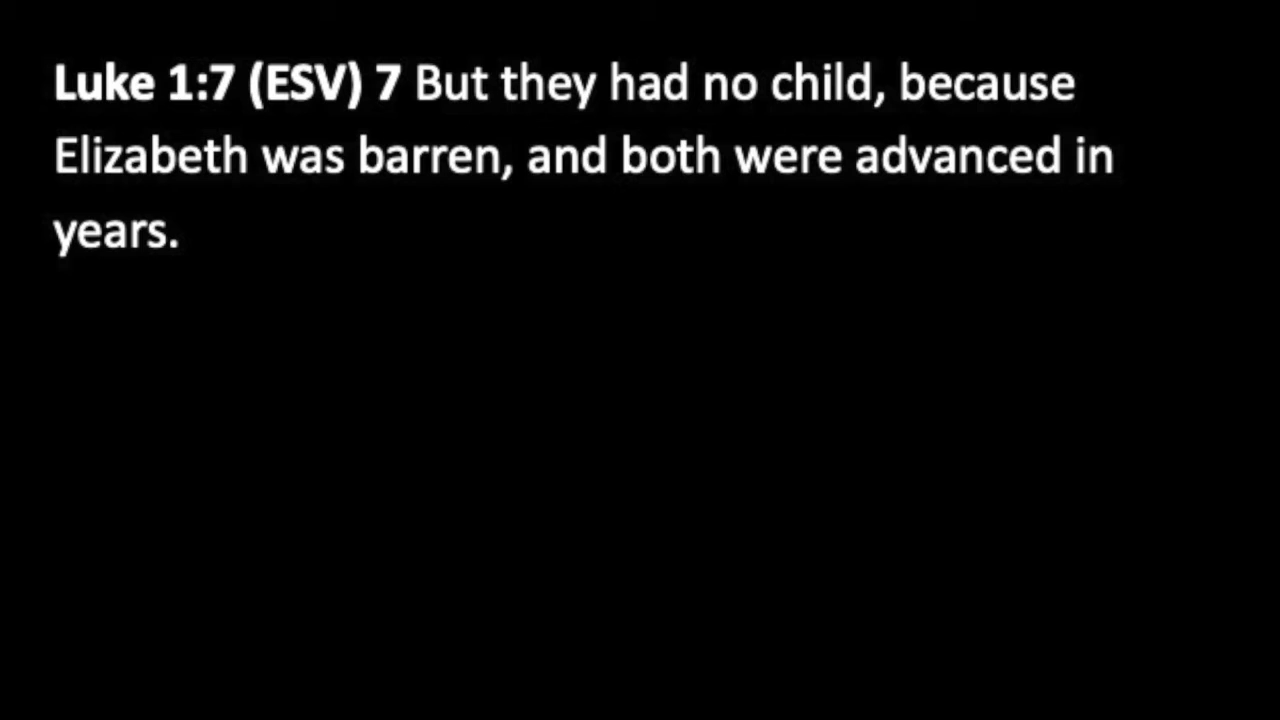 Luke 1:7 (ESV) 7 But they had no child, because
Elizabeth was barren, and both were advanced in
years.